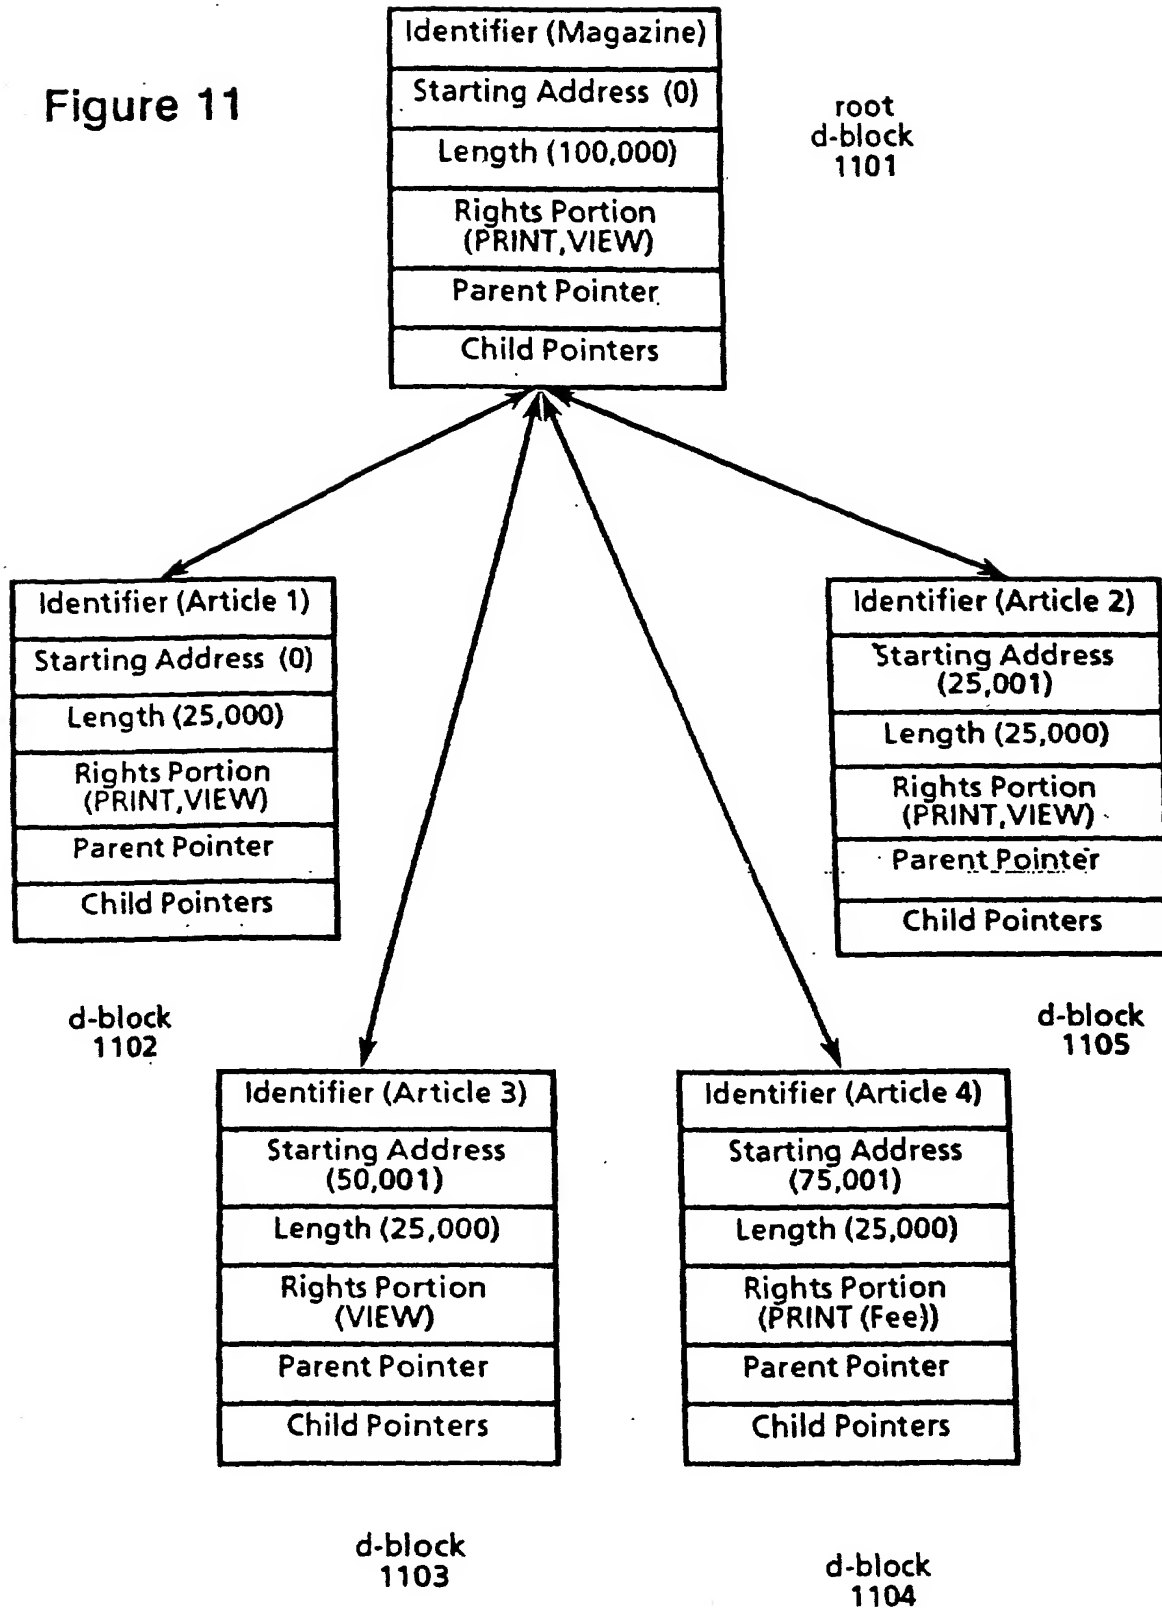 Figure 11
Identifier (Magazine)
Starting Address (0)
Length (100,000)
Rights Portion
(PRINT,VIEW)
Parent Pointer
Child Pointers
root
d-block
1101
Identifier (Article 1)
Starting Address (0)
Length (25,000)
Rights Portion
(PRINT,VIEW)
Parent Pointer
Child Pointers
d-block
1102
Identifier (Article 2)
Starting Address
(25,001)
Length (25,000)
Rights Portion
(PRINT,VIEW)
Parent Pointer
Child Pointers
d-block
1105
Identifier (Article 3)
Starting Address
(50,001)
Length (25,000)
Rights Portion
(VIEW)
Parent Pointer
Child Pointers
d-block
1103
Identifier (Article 4)
Starting Address
(75,001)
Length (25,000)
Rights Portion
(PRINT (Fee))
Parent Pointer
Child Pointers
d-block
1104